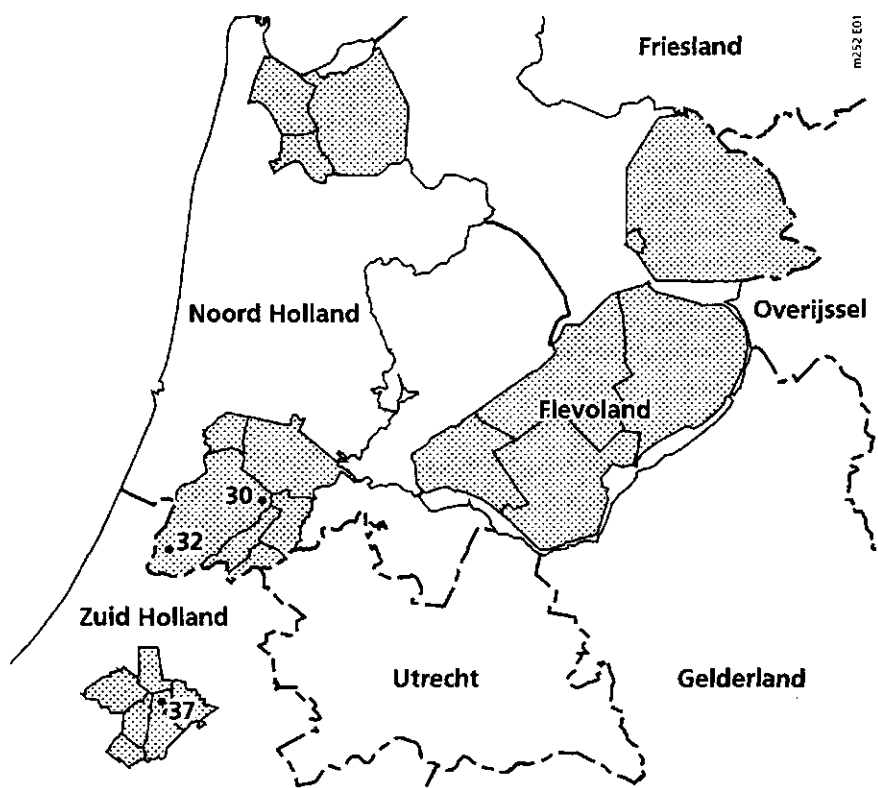 Friesland
m252 E01
Noord Holland
Overijssel
Flevoland
30
32
Zuid Holland
Utrecht
Gelderland
37